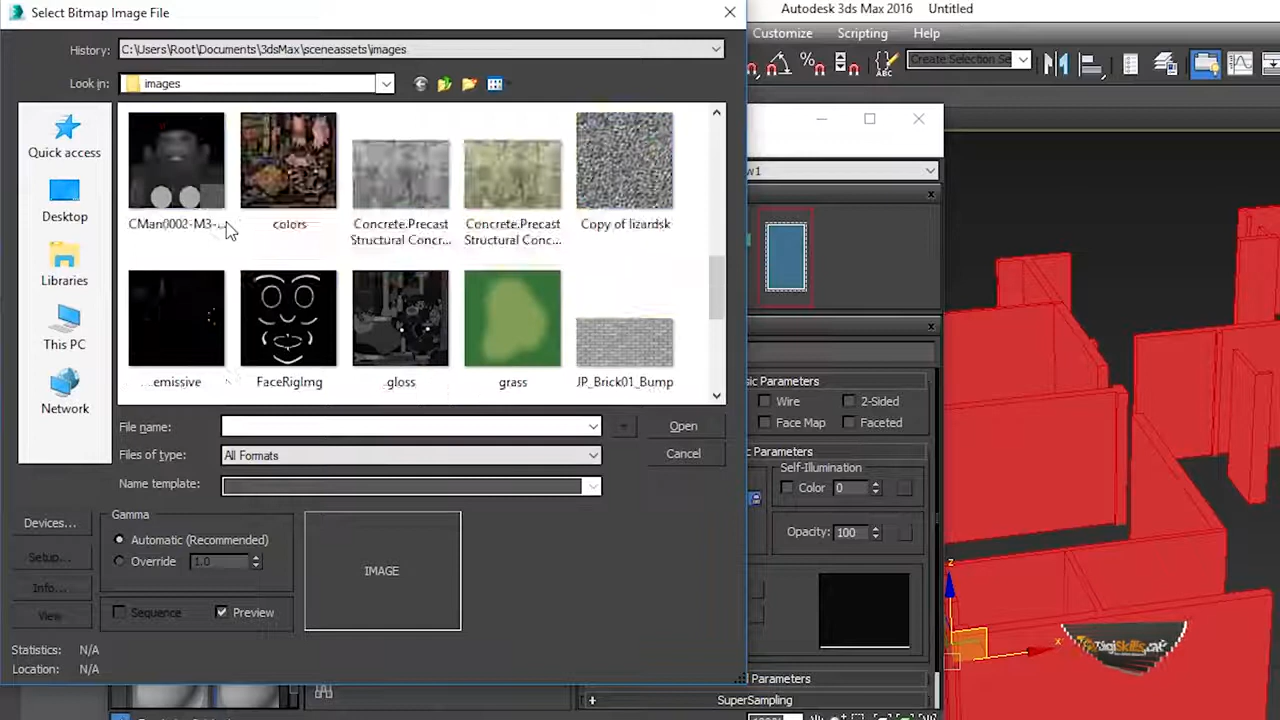 Select Bitmap Image File
Autodesk 3ds Max 2016 Untitled
Customize Scripting Help
History: C:\Users\Root\Documents\3dsMax\sceneassets\images
Look in: images
Create Selection Se
Quick access
Desktop
Libraries
This PC
Network
CMan0002-M3-...
colors
Concrete.Precast Structural Concr...
Concrete.Precast Structural Concr...
Copy of lizardsk
emissive
FaceRigImg
gloss
grass
JP_Brick01_Bump
File name:
Open
Files of type: All Formats
Cancel
Name template:
Devices...
Setup...
Info...
View
Gamma
Automatic (Recommended)
Override 1.0
Sequence
Preview
IMAGE
Statistics: N/A
Location: N/A
w1
sic Parameters
Wire 2-Sided
Face Map Faceted
c Parameters
Self-Illumination
Color 0
Opacity: 100
Parameters
SuperSampling
x
z